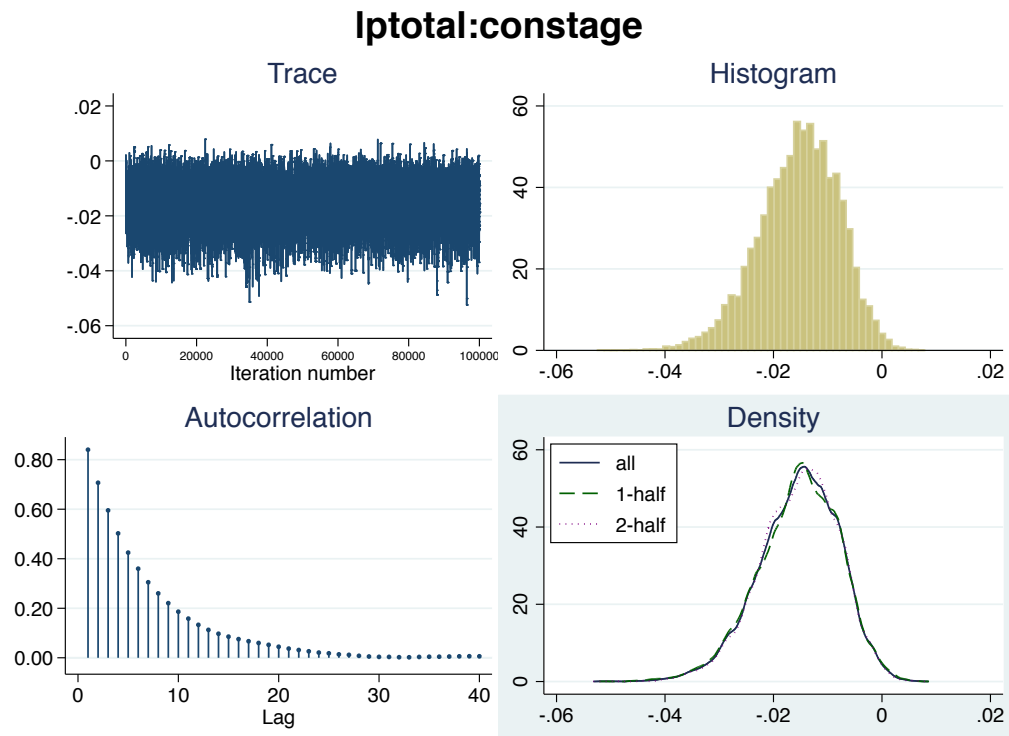 lptotal:constage
Trace
.02
0
-.02
-.04
-.06
0 20000 40000 60000 80000 100000
Iteration number
Histogram
60
40
20
0
-.06 -.04 -.02 0 .02
Autocorrelation
0.80
0.60
0.40
0.20
0.00
0 10 20 30 40
Lag
Density
all
1-half
2-half
60
40
20
0
-.06 -.04 -.02 0 .02